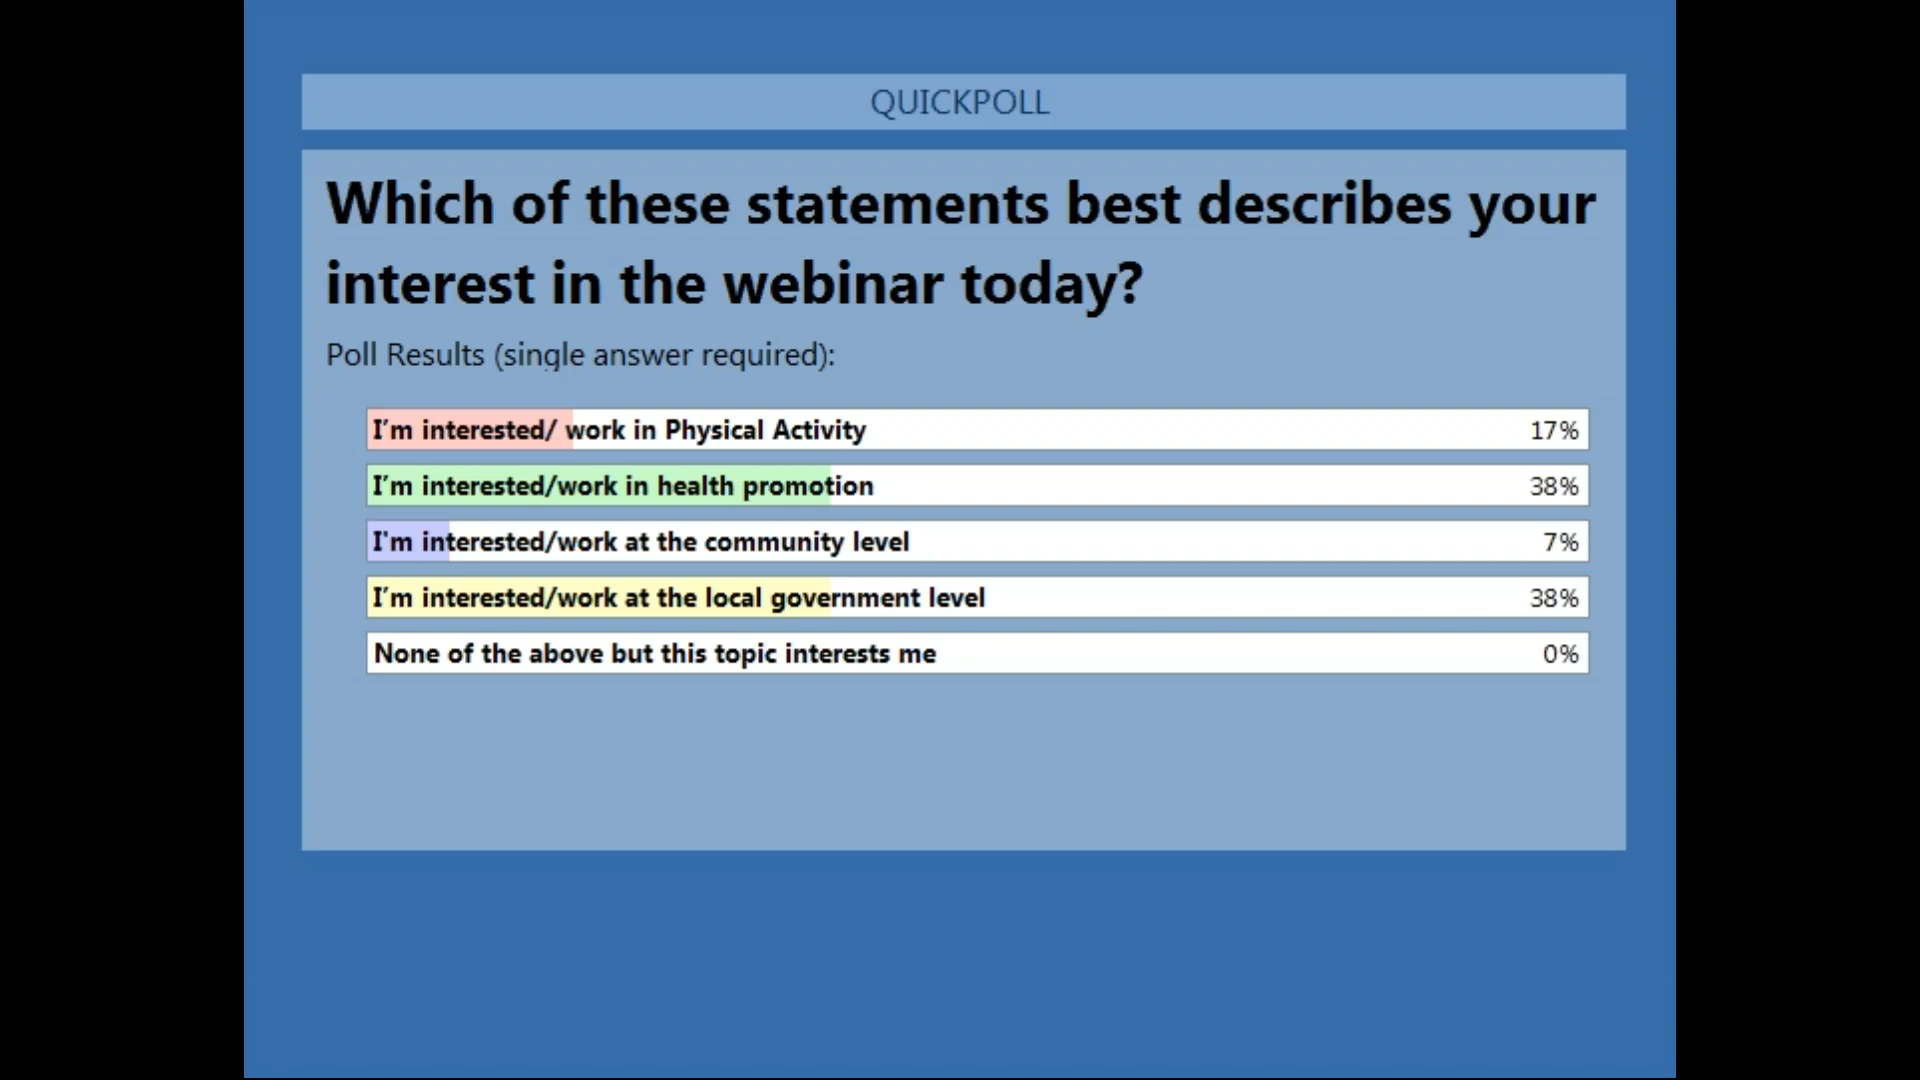 QUICKPOLL
Which of these statements best describes your
interest in the webinar today?
Poll Results (single answer required):
I’m interested/ work in Physical Activity 17%
I’m interested/work in health promotion 38%
I'm interested/work at the community level 7%
I’m interested/work at the local government level 38%
None of the above but this topic interests me 0%